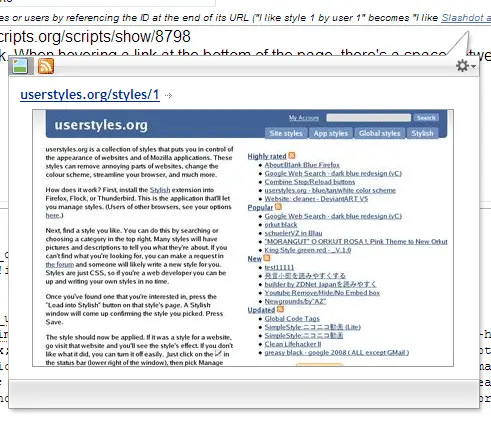 es or users by referencing the ID at the end of its URL ("I like style 1 by user 1" becomes "I like Slashdot a
cripts.org/scripts/show/8798
k. When hovering a link at the bottom of the page, there's a space between
userstyles.org/styles/1
My Account
Search
userstyles.org
Site styles
App styles
Global styles
Stylish
userstyles.org is a collection of styles that puts you in control of
the appearance of websites and of Mozilla applications. These
styles can remove annoying parts of websites, change the
colour scheme, streamline your browser, and much more.
How does it work? First, install the Stylish extension into
Firefox, Flock, or Thunderbird. This is the application that'll let
you manage styles. (Users of other browsers, see your options
here.)
Next, find a style you like. You can do this by searching or
choosing a category in the top right. Many styles will have
pictures and descriptions to tell you what they're about. If you
can't find what you're looking for, you can make a request in
the forum and someone will likely write a new style for you.
Styles are just CSS, so if you're a web developer you can be
up and writing your own styles in no time.
Once you've found one that you're interested in, press the
"Load into Stylish" button on that style's page. A Stylish
window will come up confirming the style you picked. Press
Save.
The style should now be applied. If it was a style for a website,
go visit that website and you'll see the style's effect. If you don't
like what it did, you can turn it off easily. Just click on the
in
the status bar (lower right of the window), then pick Manage
Highly rated
About:Blank Blue Firefox
Google Web Search - dark blue redesign (vC)
Combine Stop/Reload buttons
userstyles.org - blue/tan/white color scheme
Website: cleaner - DeviantART V5
Popular
Google Web Search - dark blue redesign (vC)
orkut black
schuelerVZ in Blau
"MORANGUT" O ORKUT ROSA !. Pink Theme to New Orkut
King Style green.red - _V.1.0
New
test11111
発言小町を読みやすくする
builder by ZDNet Japanを読みやすく
Youtube Remove/Hide/No Embed box
Newgrounds by"AZ"
Updated
Global Code Tags
SimpleStyle:ニコニコ動画 (Lite)
SimpleStyle:ニコニコ動画
Clean Lifehacker II
greasy black - google 2008 ( ALL except GMail )